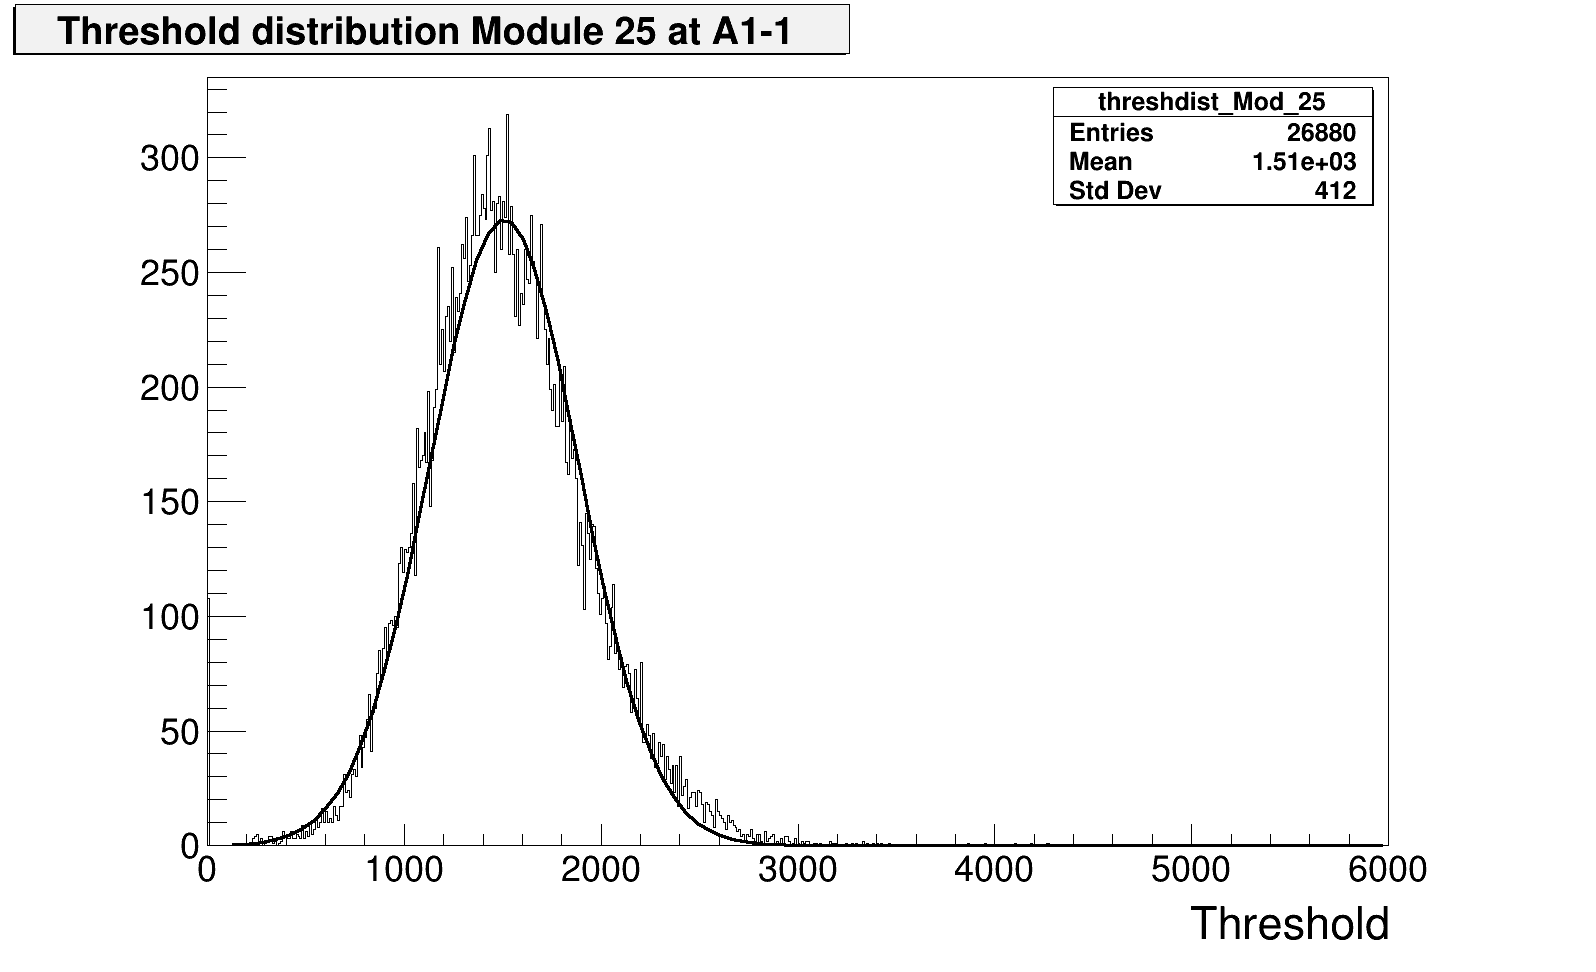 Threshold distribution Module 25 at A1-1
threshdist_Mod_25
Entries 26880
Mean 1.51e+03
Std Dev 412
300
250
200
150
100
50
0
0 1000 2000 3000 4000 5000 6000
Threshold